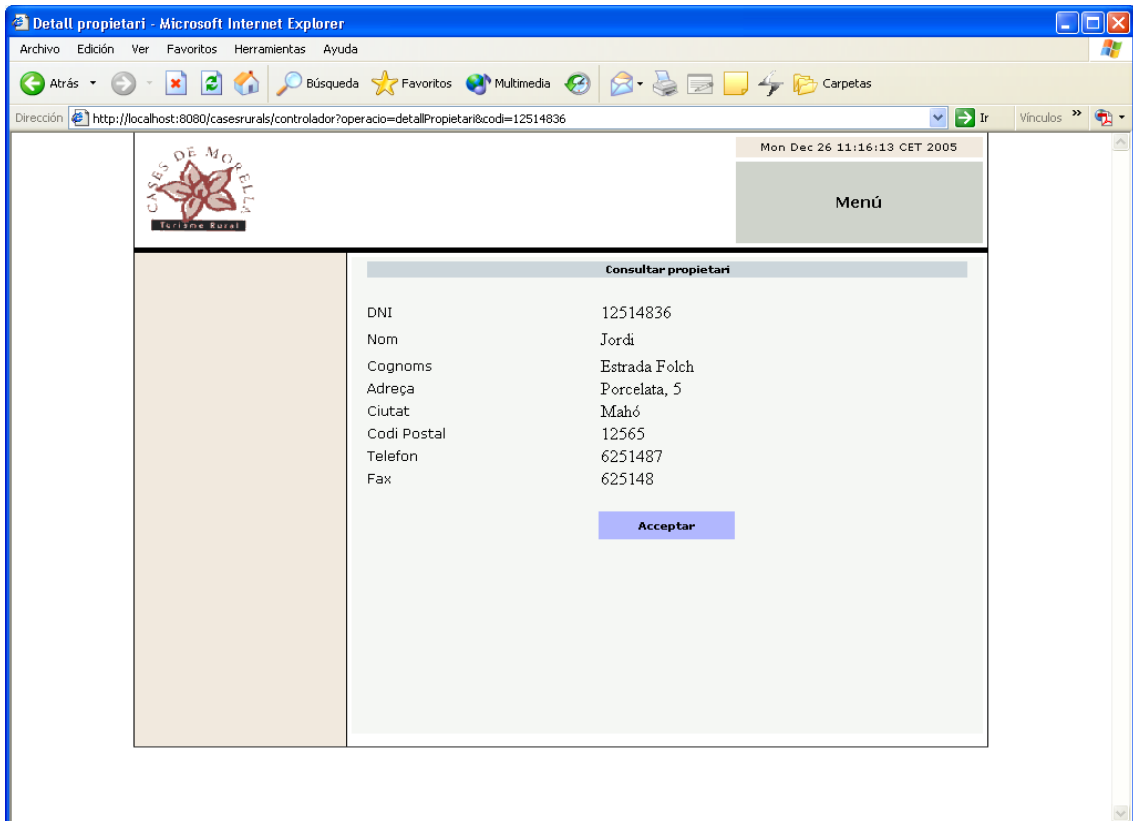 Detall propietari - Microsoft Internet Explorer
Archivo Edición Ver Favoritos Herramientas Ayuda
Atrás Búsqueda Favoritos Multimedia Carpetas
Dirección http://localhost:8080/casesrurals/controlador?operacio=detallPropietari&codi=12514836 Ir Vínculos »
CASES DE MORELLA
Turisme Rural
Mon Dec 26 11:16:13 CET 2005
Menú
Consultar propietari
DNI 12514836
Nom Jordi
Cognoms Estrada Folch
Adreça Porcelata, 5
Ciutat Mahó
Codi Postal 12565
Telefon 6251487
Fax 625148
Acceptar